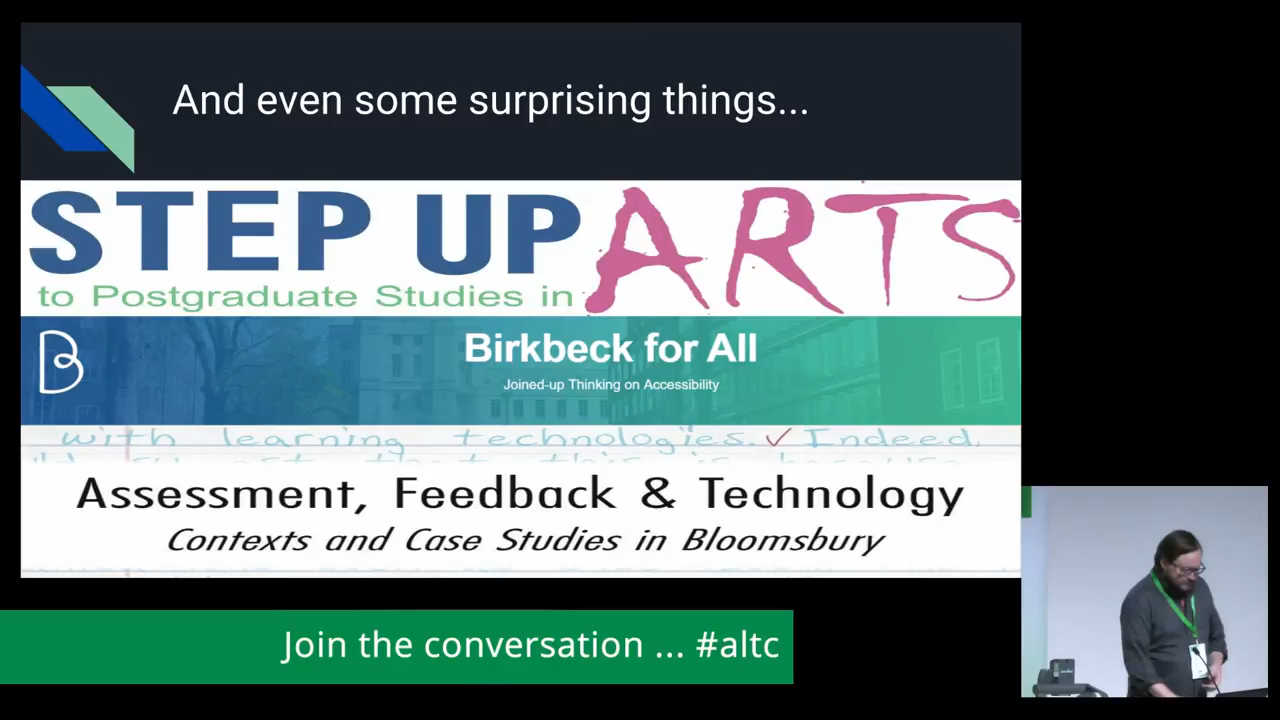 And even some surprising things...
STEP UP ARTS
to Postgraduate Studies in
B
Birkbeck for All
Joined-up Thinking on Accessibility
with learning technologies. ✓ Indeed,
Assessment, Feedback & Technology
Contexts and Case Studies in Bloomsbury
Join the conversation ... #altc